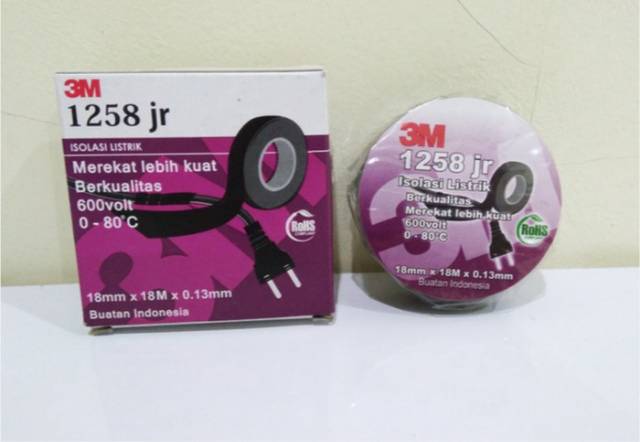 3M
1258 jr
ISOLASI LISTRIK
Merekat lebih kuat
Berkualitas
600volt
0 - 80°C
RoHS
COMPLIANT
18mm x 18M x 0.13mm
Buatan Indonesia
3M
1258 jr
Isolasi Listrik
Berkualitas
Merekat lebih kuat
600volt
0 - 80°C
RoHS
COMPLIANT
18mm x 18M x 0.13mm
Buatan Indonesia